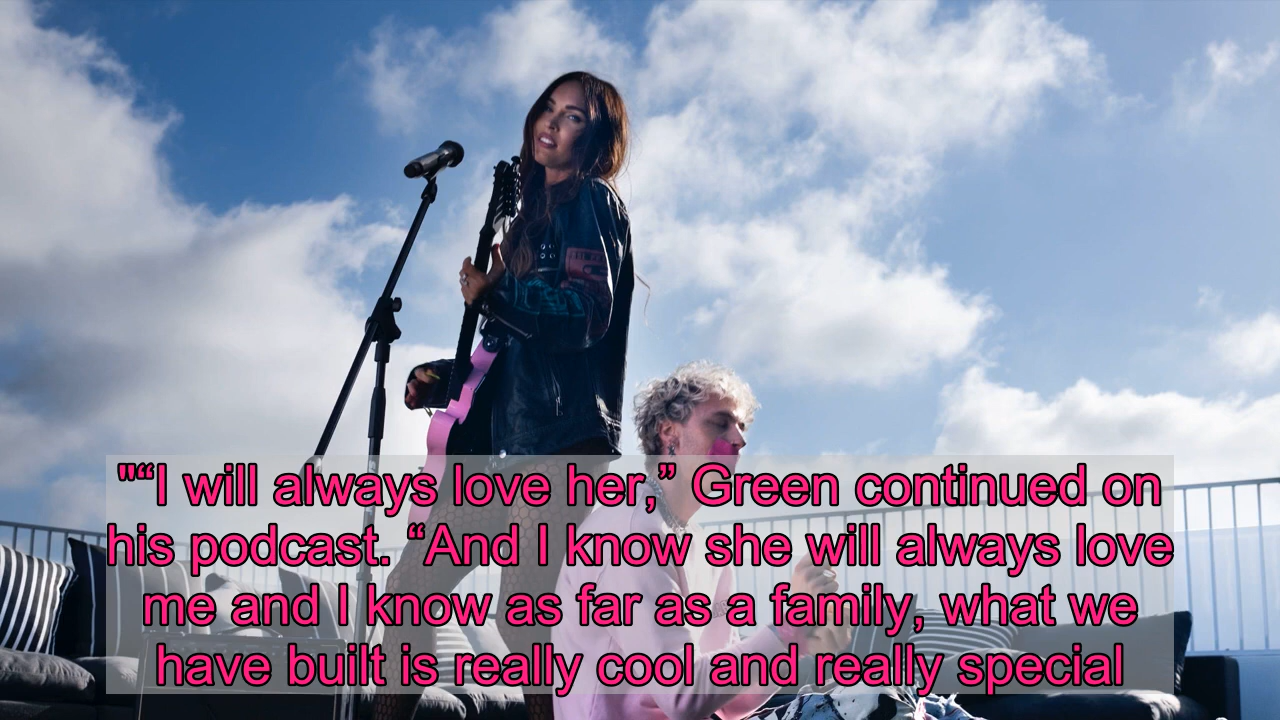 "“I will always love her,” Green continued on
his podcast. “And I know she will always love
me and I know as far as a family, what we
have built is really cool and really special